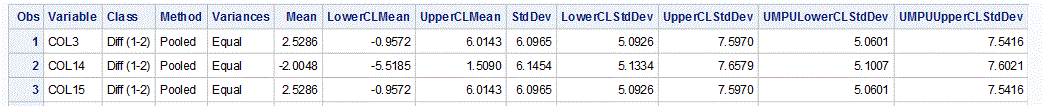 Obs Variable Class Method Variances Mean LowerCLMean UpperCLMean StdDev LowerCLStdDev UpperCLStdDev UMPULowerCLStdDev UMPUUpperCLStdDev
1 COL3 Diff (1-2) Pooled Equal 2.5286 -0.9572 6.0143 6.0965 5.0926 7.5970 5.0601 7.5416
2 COL14 Diff (1-2) Pooled Equal -2.0048 -5.5185 1.5090 6.1454 5.1334 7.6579 5.1007 7.6021
3 COL15 Diff (1-2) Pooled Equal 2.5286 -0.9572 6.0143 6.0965 5.0926 7.5970 5.0601 7.5416